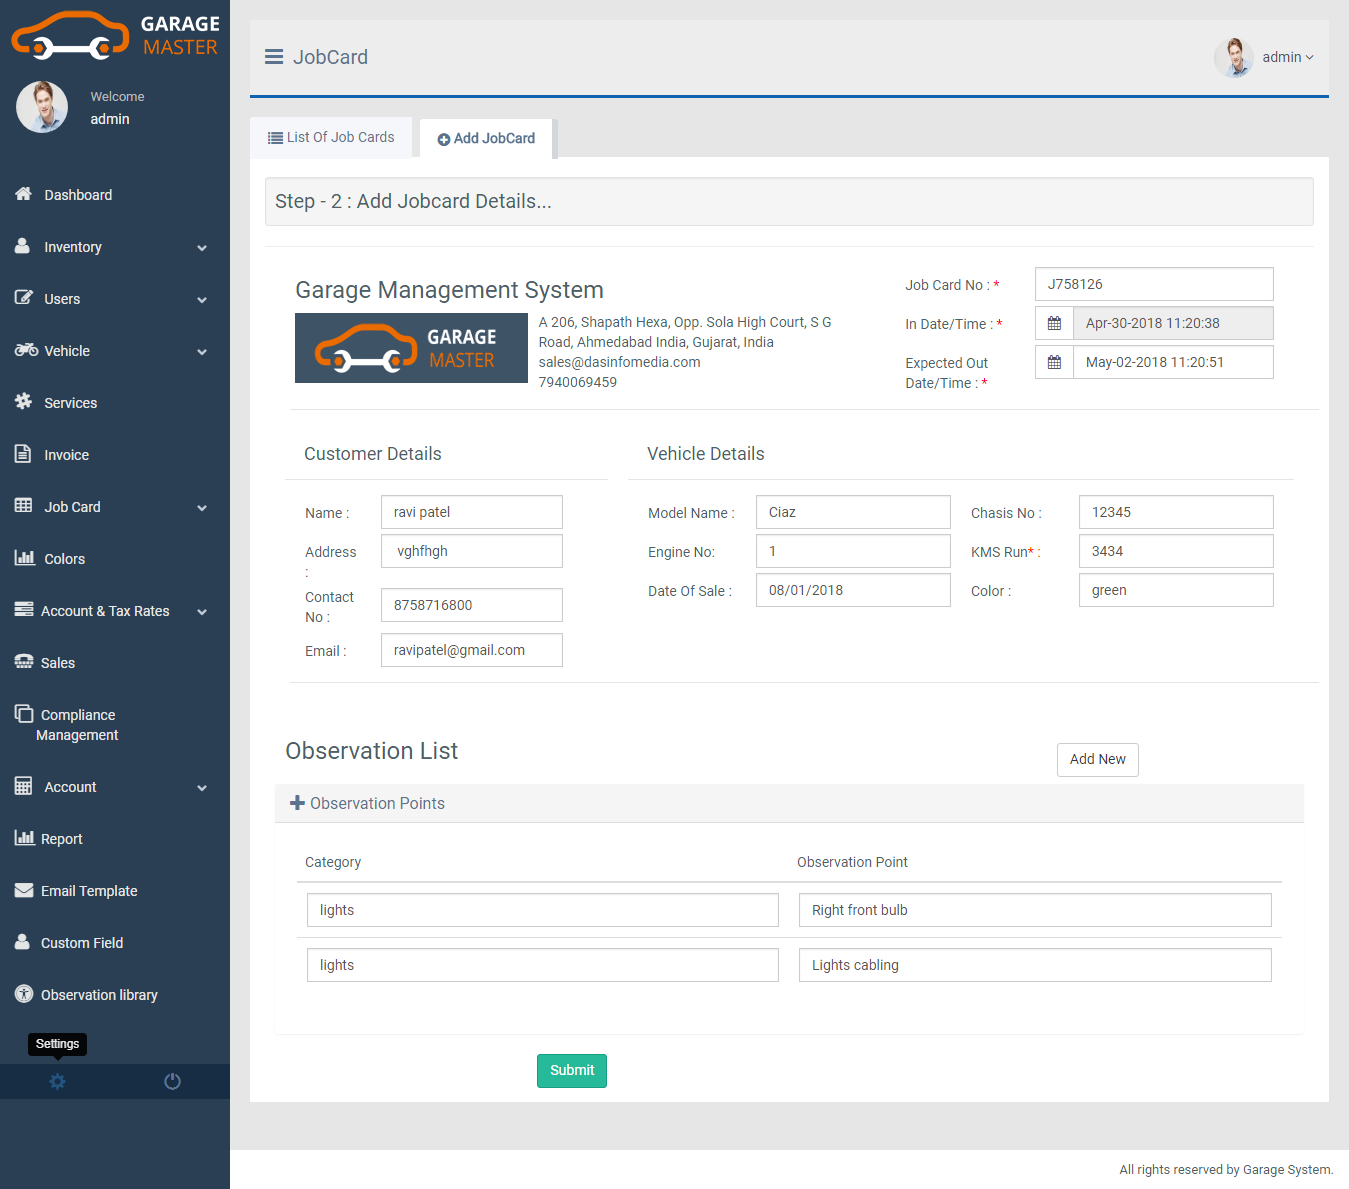 GARAGE
MASTER
Welcome
admin
Dashboard
Inventory
Users
Vehicle
Services
Invoice
Job Card
Colors
Account & Tax Rates
Sales
Compliance
Management
Account
Report
Email Template
Custom Field
Observation library
Settings
JobCard
admin
List Of Job Cards
Add JobCard
Step - 2 : Add Jobcard Details...
Garage Management System
GARAGE
MASTER
A 206, Shapath Hexa, Opp. Sola High Court, S G
Road, Ahmedabad India, Gujarat, India
sales@dasinfomedia.com
7940069459
Job Card No : * J758126
In Date/Time : * Apr-30-2018 11:20:38
Expected Out
Date/Time : * May-02-2018 11:20:51
Customer Details
Name : ravi patel
Address
: vghfhgh
Contact
No : 8758716800
Email : ravipatel@gmail.com
Vehicle Details
Model Name : Ciaz Chasis No : 12345
Engine No: 1 KMS Run* : 3434
Date Of Sale : 08/01/2018 Color : green
Observation List
Add New
Observation Points
Category Observation Point
lights Right front bulb
lights Lights cabling
Submit
All rights reserved by Garage System.